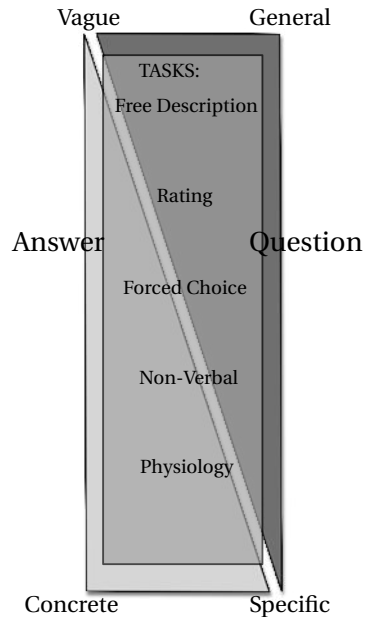 Vague General
TASKS:
Free Description
Rating
Answer Question
Forced Choice
Non-Verbal
Physiology
Concrete Specific